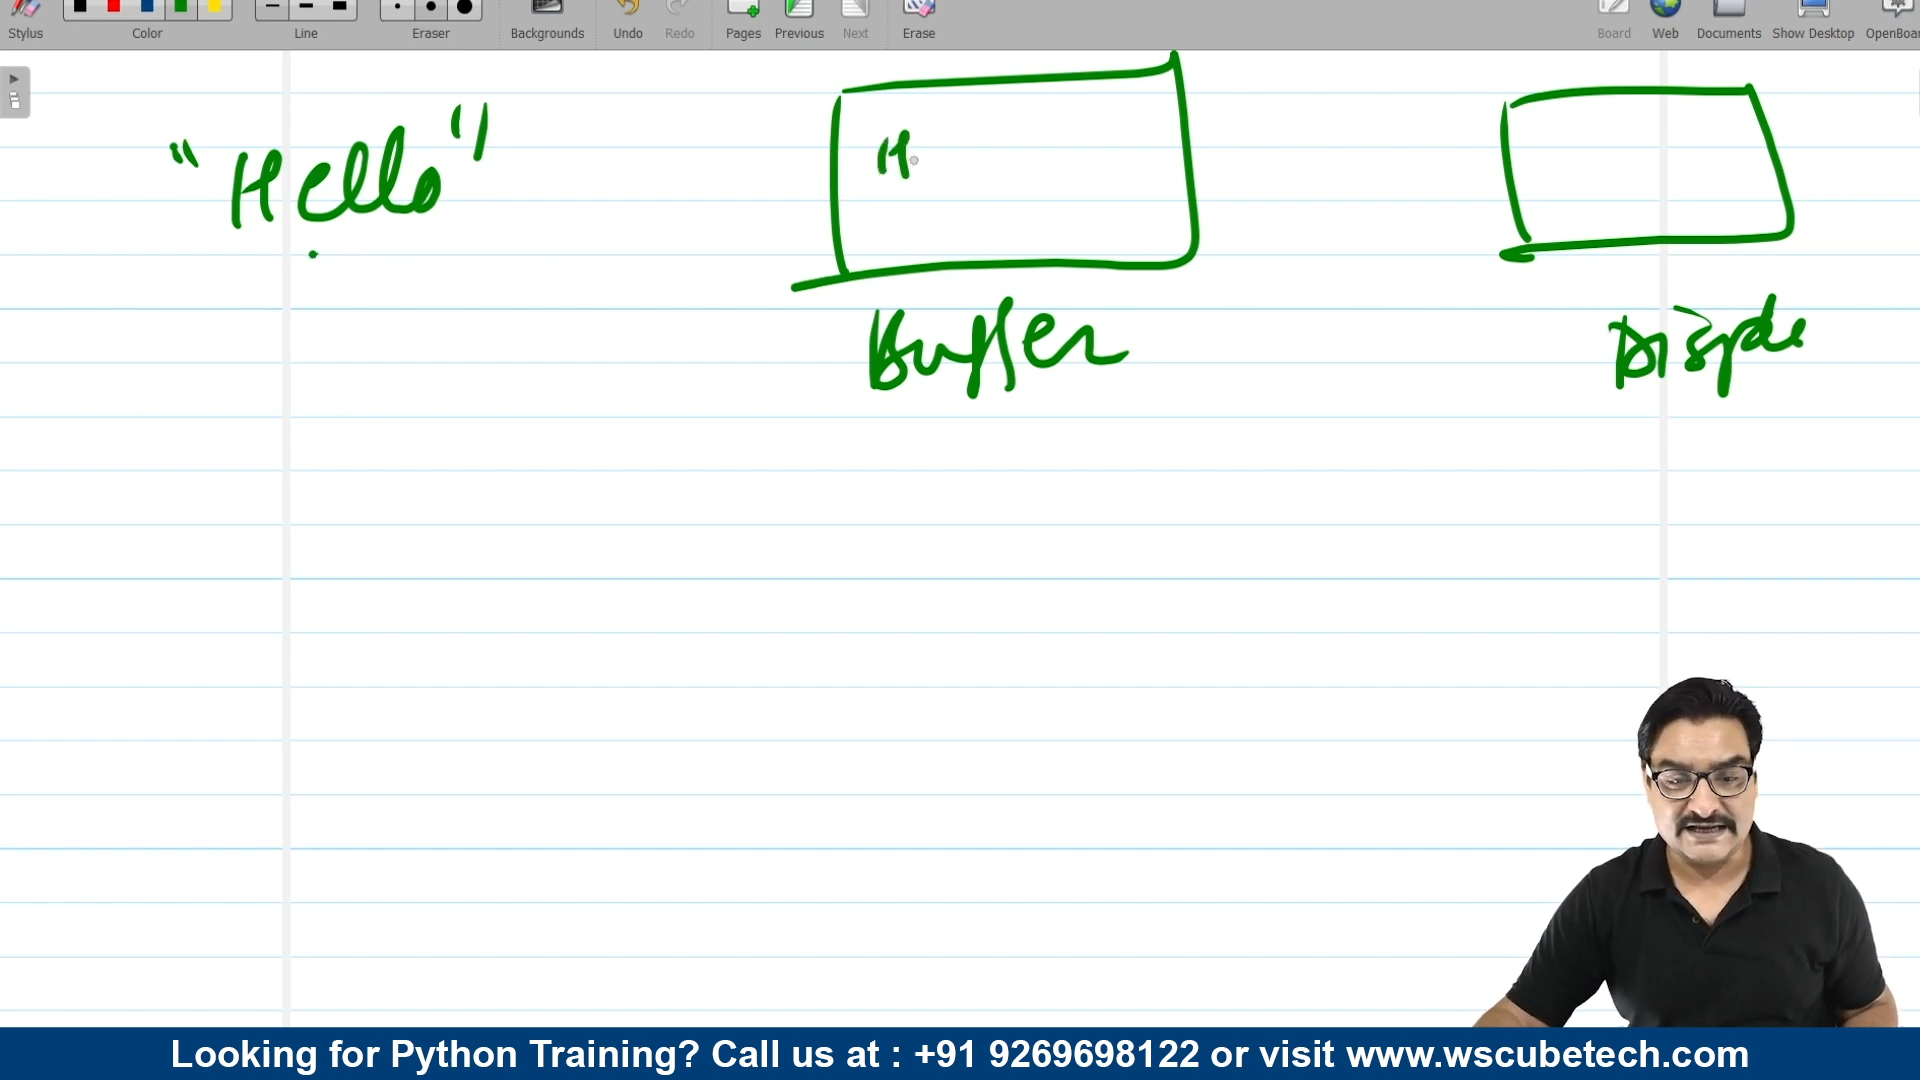 Stylus Color Line Eraser Backgrounds Undo Redo Pages Previous Next Erase Board Web Documents Show Desktop OpenBoar
"Hello"
H
Buffer
Display
Looking for Python Training? Call us at : +91 9269698122 or visit www.wscubetech.com